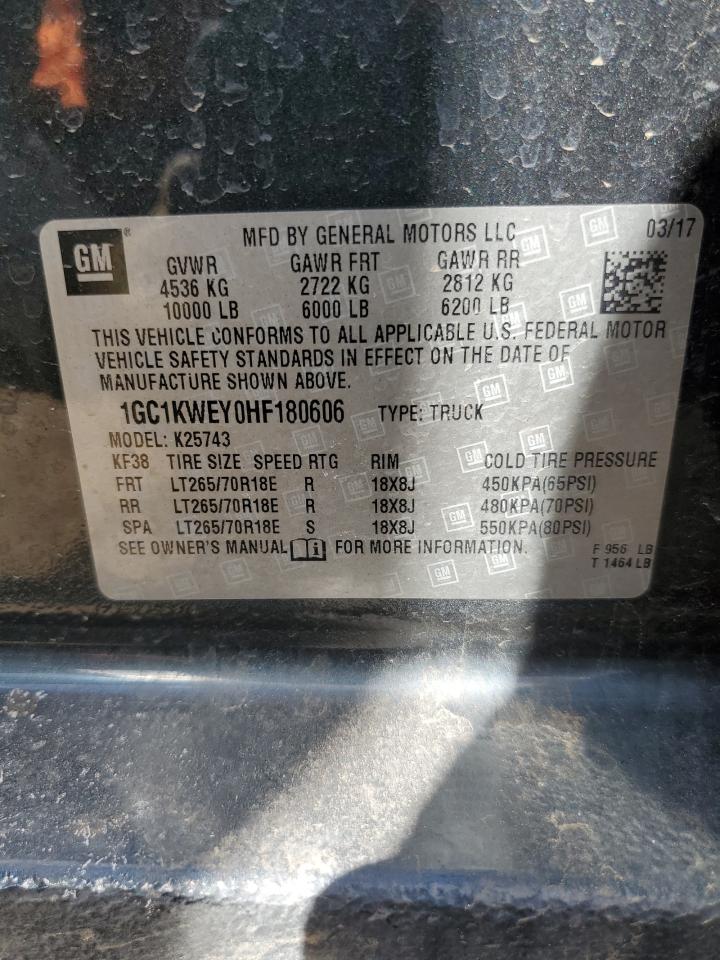 GM ® MFD BY GENERAL MOTORS LLC 03/17
GVWR GAWR FRT GAWR RR
4536 KG 2722 KG 2812 KG
10000 LB 6000 LB 6200 LB
THIS VEHICLE CONFORMS TO ALL APPLICABLE U.S. FEDERAL MOTOR
VEHICLE SAFETY STANDARDS IN EFFECT ON THE DATE OF
MANUFACTURE SHOWN ABOVE.
1GC1KWEY0HF180606 TYPE: TRUCK
MODEL: K25743
KF38 TIRE SIZE SPEED RTG RIM COLD TIRE PRESSURE
FRT LT265/70R18E R 18X8J 450KPA(65PSI)
RR LT265/70R18E R 18X8J 480KPA(70PSI)
SPA LT265/70R18E S 18X8J 550KPA(80PSI)
SEE OWNER'S MANUAL FOR MORE INFORMATION.
F 956 LB
T 1464 LB